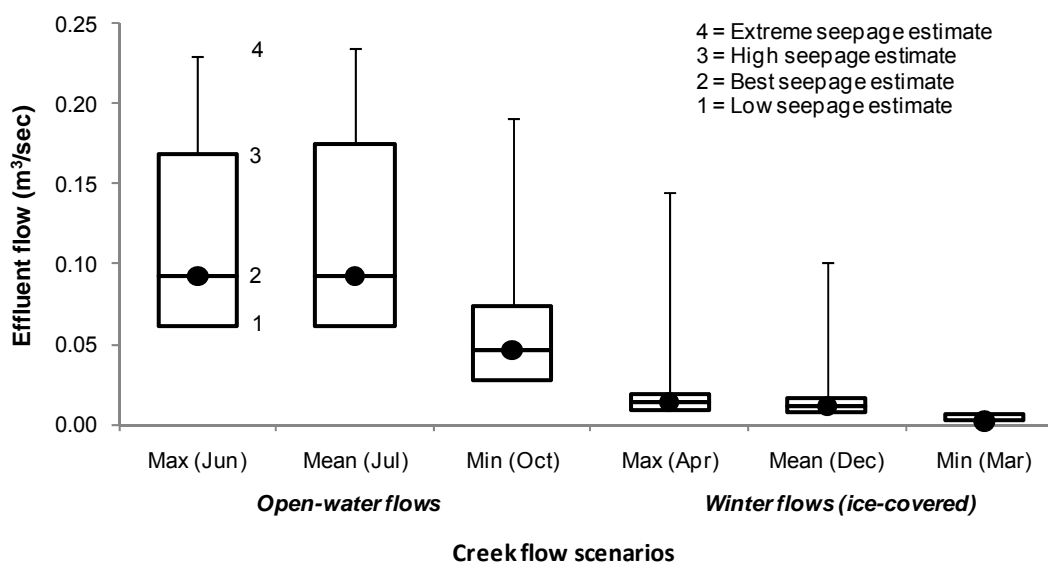 4 = Extreme seepage estimate
3 = High seepage estimate
2 = Best seepage estimate
1 = Low seepage estimate
Effluent flow (m³/sec)
0.25
0.20
0.15
0.10
0.05
0.00
4
3
2
1
Max (Jun) Mean (Jul) Min (Oct) Max (Apr) Mean (Dec) Min (Mar)
Open-water flows Winter flows (ice-covered)
Creek flow scenarios